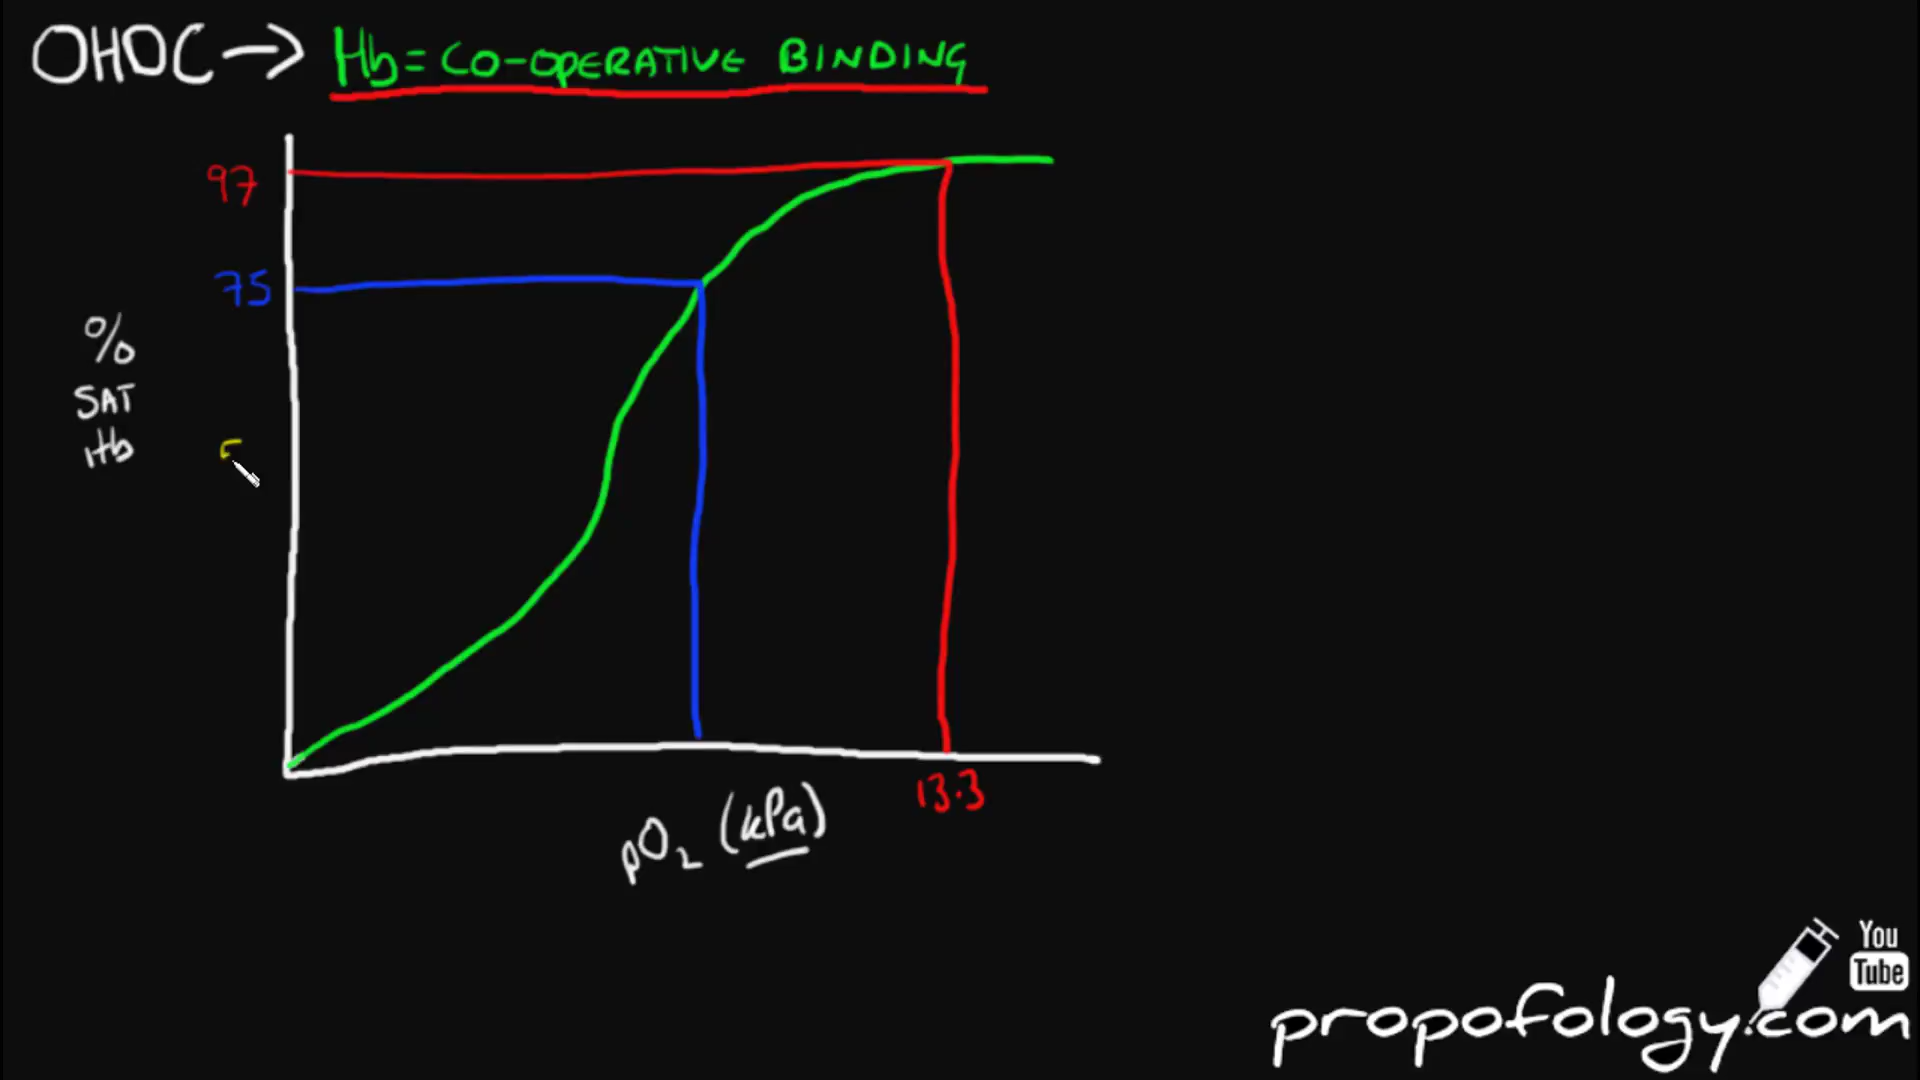 OHDC → Hb = CO-OPERATIVE BINDING
97
75
%
SAT
Hb
13.3
pO₂ (kPa)
You
Tube
propofology.com